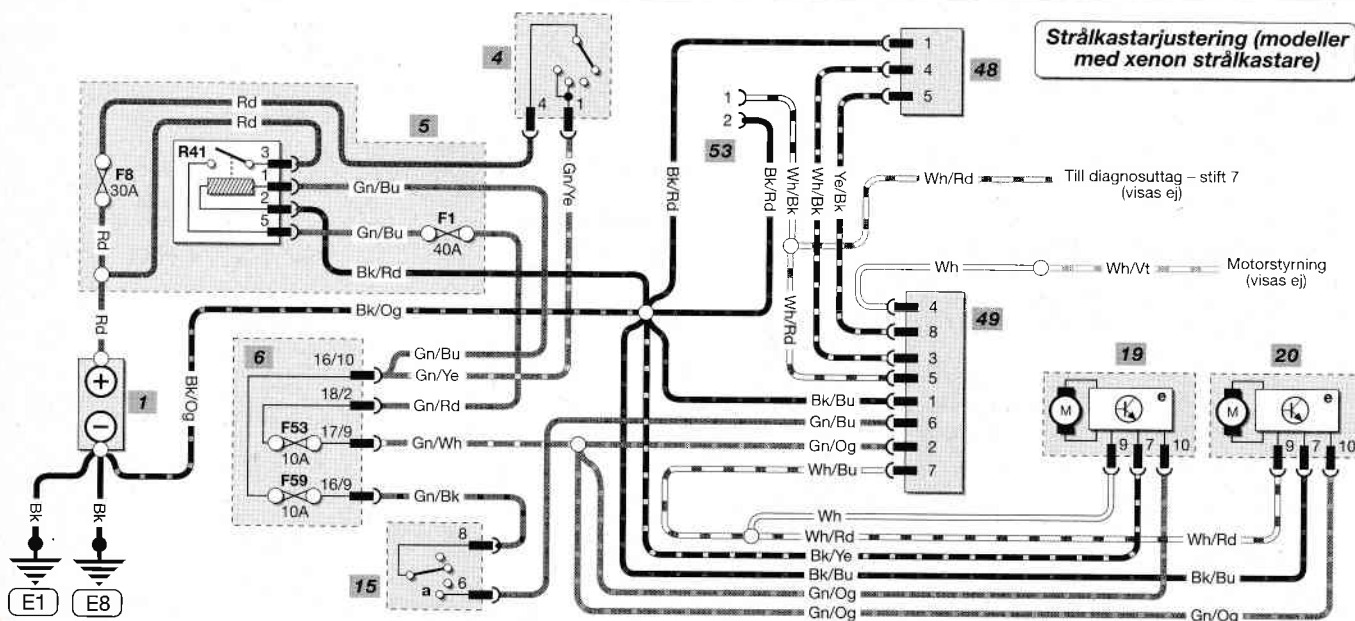 Strålkastarjustering (modeller
med xenon strålkastare)
4
4
1
48
1
4
5
Rd
Rd
5
1
2
53
R41
3
1
2
5
F8
30A
Gn/Bu
Gn/Bu
F1
40A
Bk/Rd
Rd
Rd
Gn/Ye
Bk/Rd
Bk/Rd
Wh/Bk
Wh/Bk
Ye/Bk
Wh/Rd
Till diagnosuttag – stift 7
(visas ej)
Wh
Wh/Vt
Motorstyrning
(visas ej)
Bk/Og
Bk/Og
Wh/Rd
49
4
8
3
5
1
6
2
7
6
16/10
Gn/Bu
Gn/Ye
18/2
Gn/Rd
F53
10A
17/9
Gn/Wh
F59
10A
16/9
Gn/Bk
Bk/Bu
Gn/Bu
Gn/Og
Wh/Bu
1
19
M
e
9
7
10
20
M
e
9
7
10
Bk
Bk
E1
E8
15
8
a
6
Wh
Wh/Rd
Wh/Rd
Bk/Ye
Bk/Bu
Bk/Bu
Gn/Og
Gn/Og
Gn/Og